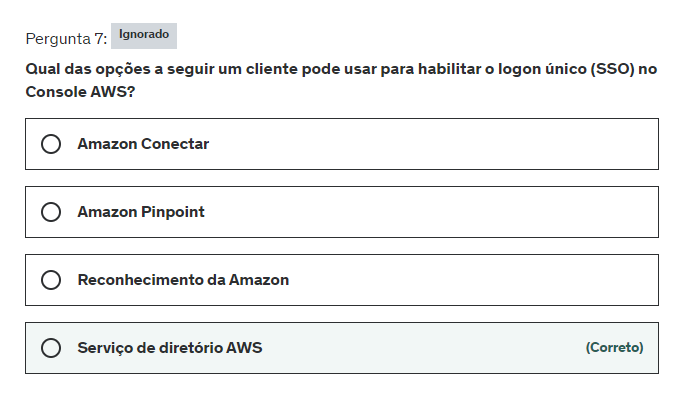 Pergunta 7: Ignorado
Qual das opções a seguir um cliente pode usar para habilitar o logon único (SSO) no
Console AWS?
Amazon Conectar
Amazon Pinpoint
Reconhecimento da Amazon
Serviço de diretório AWS (Correto)